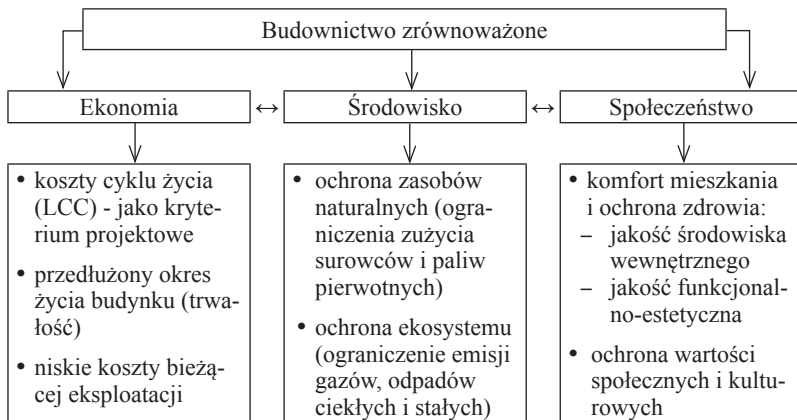 Budownictwo zrównoważone
Ekonomia ↔ Środowisko ↔ Społeczeństwo
• koszty cyklu życia
(LCC) - jako kryte-
rium projektowe
• przedłużony okres
życia budynku (trwa-
łość)
• niskie koszty bieżą-
cej eksploatacji
• ochrona zasobów
naturalnych (ogra-
niczenia zużycia
surowców i paliw
pierwotnych)
• ochrona ekosystemu
(ograniczenie emisji
gazów, odpadów
ciekłych i stałych)
• komfort mieszkania
i ochrona zdrowia:
– jakość środowiska
wewnętrznego
– jakość funkcjonal-
no-estetyczna
• ochrona wartości
społecznych i kultu-
rowych